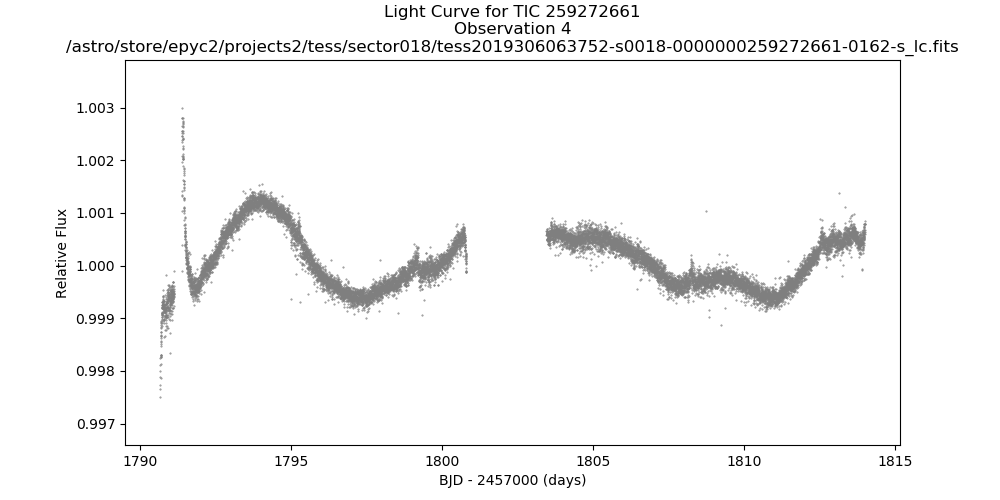 Light Curve for TIC 259272661
Observation 4
/astro/store/epyc2/projects2/tess/sector018/tess2019306063752-s0018-0000000259272661-0162-s_lc.fits
1.003
1.002
1.001
1.000
0.999
0.998
0.997
Relative Flux
1790
1795
1800
1805
1810
1815
BJD - 2457000 (days)